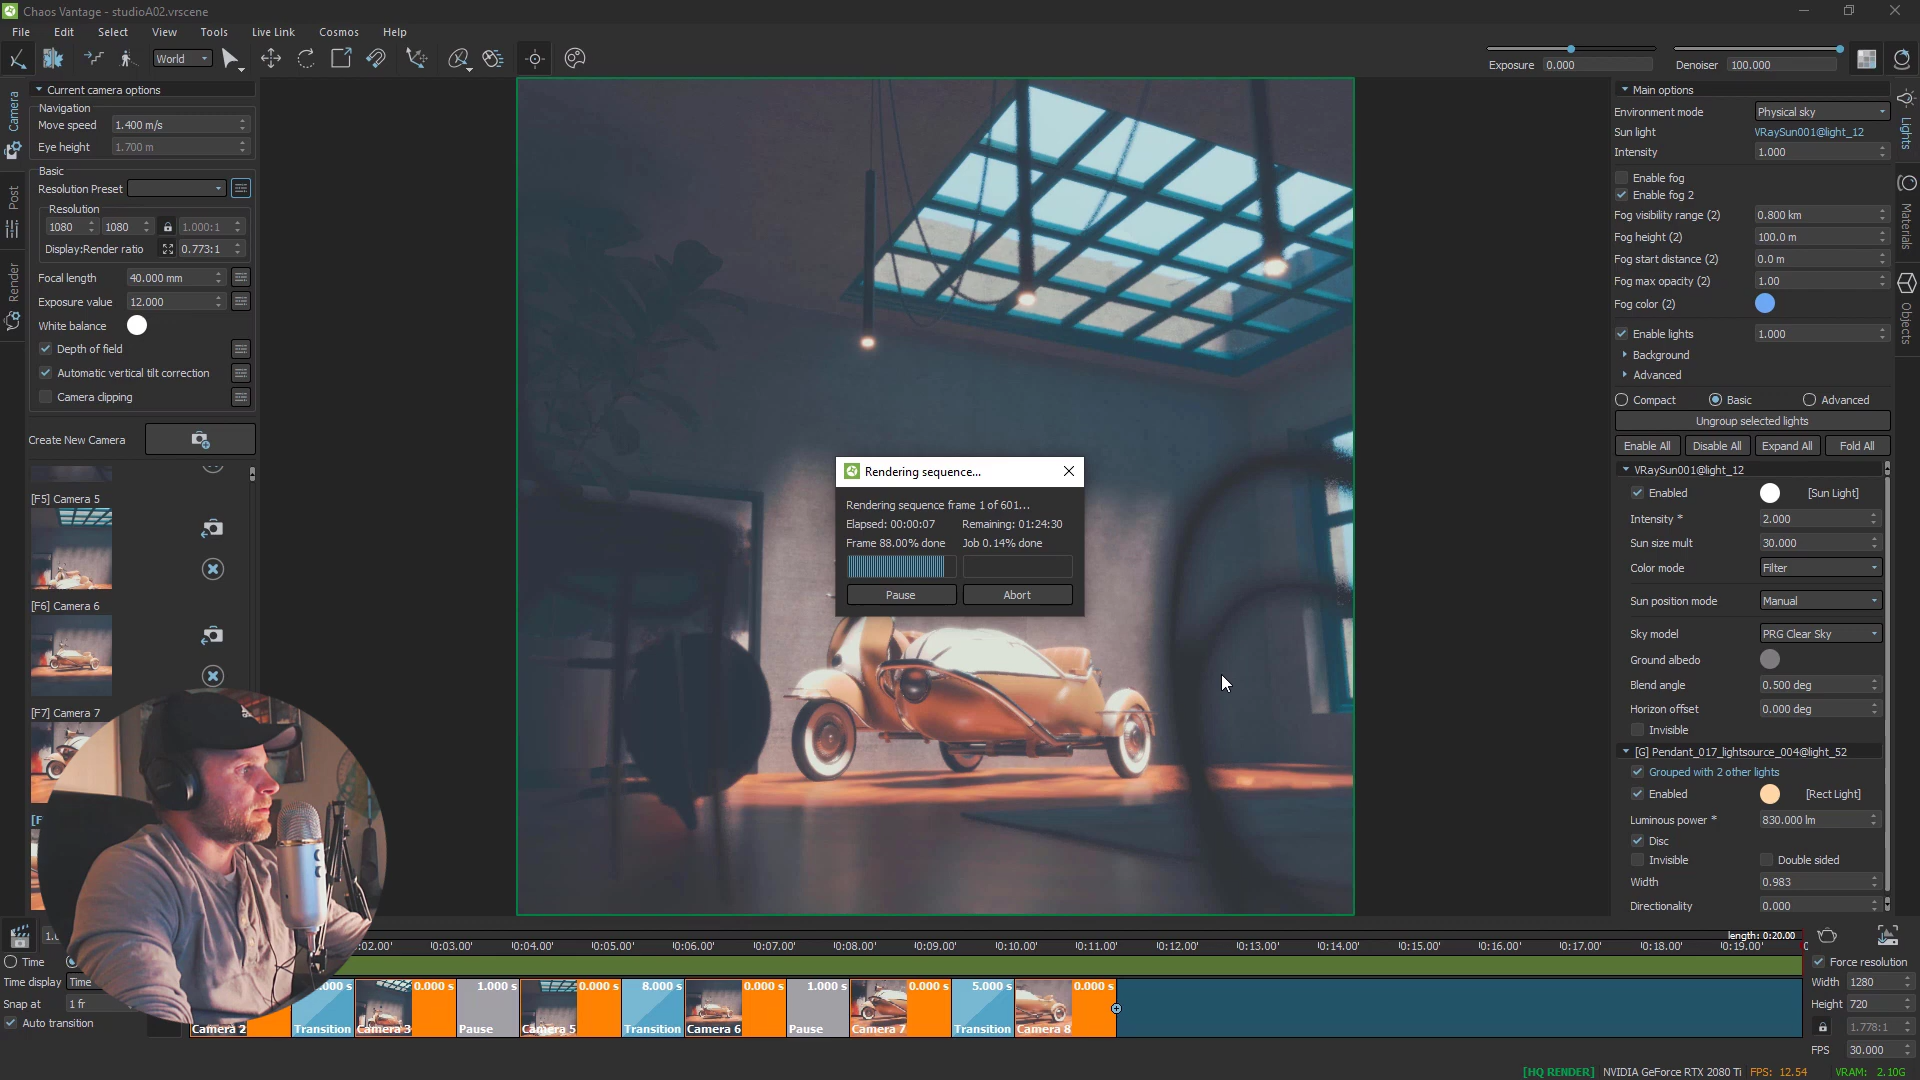 Chaos Vantage - studioA02.vrscene
File Edit Select View Tools Live Link Cosmos Help
World
Exposure 0.000 Denoiser 100.000
Camera
Post
Render
Current camera options
Navigation
Move speed 1.400 m/s
Eye height 1.700 m
Basic
Resolution Preset
Resolution
1080 1080 1.000:1
Display:Render ratio 0.773:1
Focal length 40.000 mm
Exposure value 12.000
White balance
Depth of field
Automatic vertical tilt correction
Camera clipping
Create New Camera
[F5] Camera 5
[F6] Camera 6
[F7] Camera 7
[F
Rendering sequence...
Rendering sequence frame 1 of 601...
Elapsed: 00:00:07 Remaining: 01:24:30
Frame 88.00% done Job 0.14% done
Pause Abort
Main options
Environment mode Physical sky
Sun light VRaySun001@light_12
Intensity 1.000
Enable fog
Enable fog 2
Fog visibility range (2) 0.800 km
Fog height (2) 100.0 m
Fog start distance (2) 0.0 m
Fog max opacity (2) 1.00
Fog color (2)
Enable lights 1.000
Background
Advanced
Compact Basic Advanced
Ungroup selected lights
Enable All Disable All Expand All Fold All
VRaySun001@light_12
Enabled [Sun Light]
Intensity * 2.000
Sun size mult 30.000
Color mode Filter
Sun position mode Manual
Sky model PRG Clear Sky
Ground albedo
Blend angle 0.500 deg
Horizon offset 0.000 deg
Invisible
[G] Pendant_017_lightsource_004@light_52
Grouped with 2 other lights
Enabled [Rect Light]
Luminous power * 830.000 lm
Disc
Invisible Double sided
Width 0.983
Directionality 0.000
Lights
Materials
Objects
length: 0:20.00
:02.00' 0:03.00' 0:04.00' 0:05.00' 0:06.00' 0:07.00' 0:08.00' 0:09.00' 0:10.00' 0:11.00' 0:12.00' 0:13.00' 0:14.00' 0:15.00' 0:16.00' 0:17.00' 0:18.00' 0:19.00'
Time
Time display Time
Snap at 1 fr
Auto transition
.000 s 0.000 s 1.000 s 0.000 s 8.000 s 0.000 s 1.000 s 0.000 s 5.000 s 0.000 s
Camera 2 Transition Camera 3 Pause Camera 5 Transition Camera 6 Pause Camera 7 Transition Camera 8
Force resolution
Width 1280
Height 720
1.778:1
FPS 30.000
[HQ RENDER] NVIDIA GeForce RTX 2080 Ti FPS: 12.54 VRAM: 2.10G